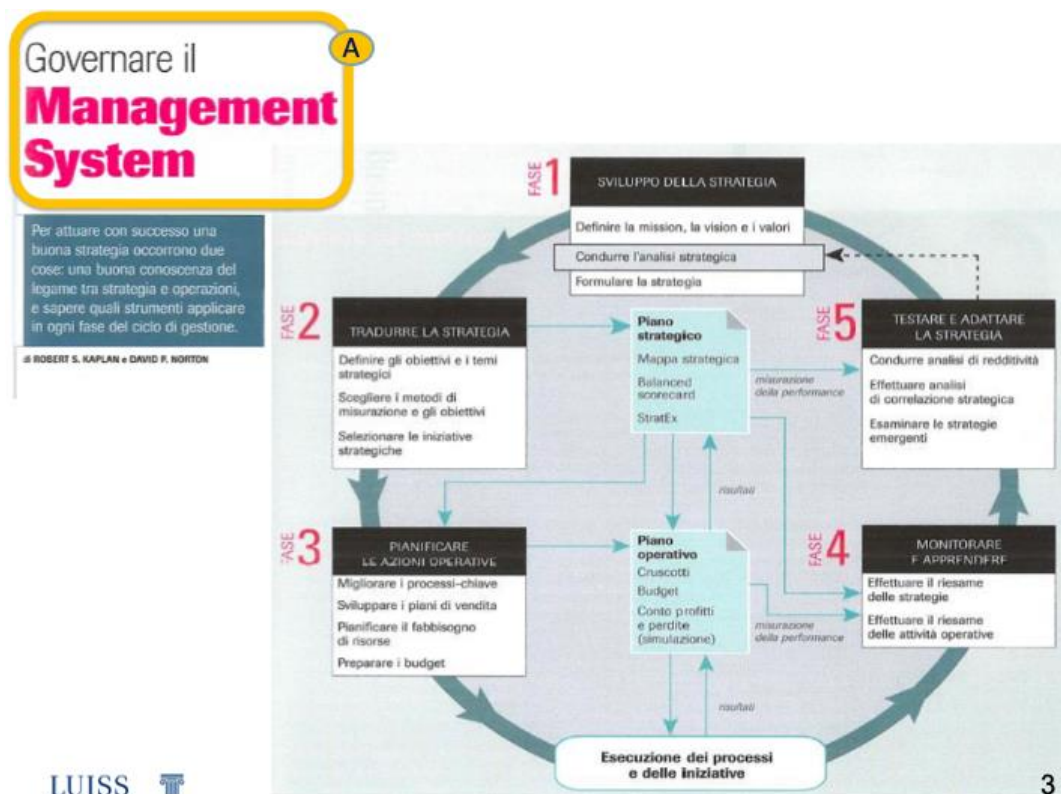 Governare il
Management
System
A
Per attuare con successo una
buona strategia occorrono due
cose: una buona conoscenza del
legame tra strategia e operazioni,
e sapere quali strumenti applicare
in ogni fase del ciclo di gestione.
di ROBERT S. KAPLAN e DAVID P. NORTON
FASE 1
SVILUPPO DELLA STRATEGIA
Definire la mission, la vision e i valori
Condurre l'analisi strategica
Formulare la strategia
FASE 2
TRADURRE LA STRATEGIA
Definire gli obiettivi e i temi
strategici
Scegliere i metodi di
misurazione e gli obiettivi
Selezionare le iniziative
strategiche
Piano
strategico
Mappa strategica
Balanced
scorecard
StratEx
misurazione
della performance
FASE 5
TESTARE E ADATTARE
LA STRATEGIA
Condurre analisi di redditività
Effettuare analisi
di correlazione strategica
Esaminare le strategie
emergenti
risultati
FASE 3
PIANIFICARE
LE AZIONI OPERATIVE
Migliorare i processi-chiave
Sviluppare i piani di vendita
Pianificare il fabbisogno
di risorse
Preparare i budget
Piano
operativo
Cruscotti
Budget
Conto profitti
e perdite
(simulazione)
misurazione
della performance
FASE 4
MONITORARE
E APPRENDERE
Effettuare il riesame
delle strategie
Effettuare il riesame
delle attività operative
risultati
Esecuzione dei processi
e delle iniziative
LUISS
3